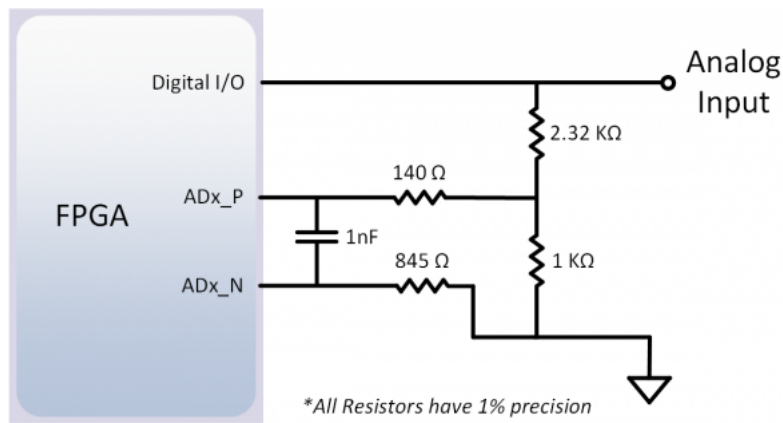 Digital I/O
Analog
Input
2.32 KΩ
140 Ω
ADx_P
FPGA
1nF
845 Ω
1 KΩ
ADx_N
*All Resistors have 1% precision